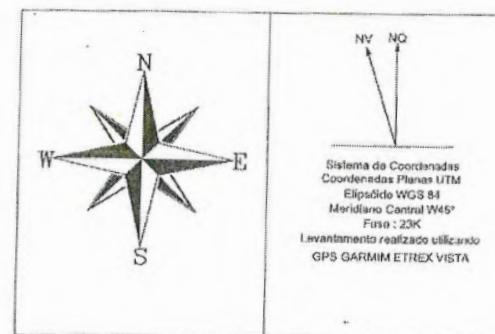 N
W E
S
NV NQ
Sistema de Coordenadas
Coordenadas Planas UTM
Elipsóide WGS 84
Meridiano Central W45°
Fuso : 23K
Levantamento realizado utilizando
GPS GARMIM ETREX VISTA